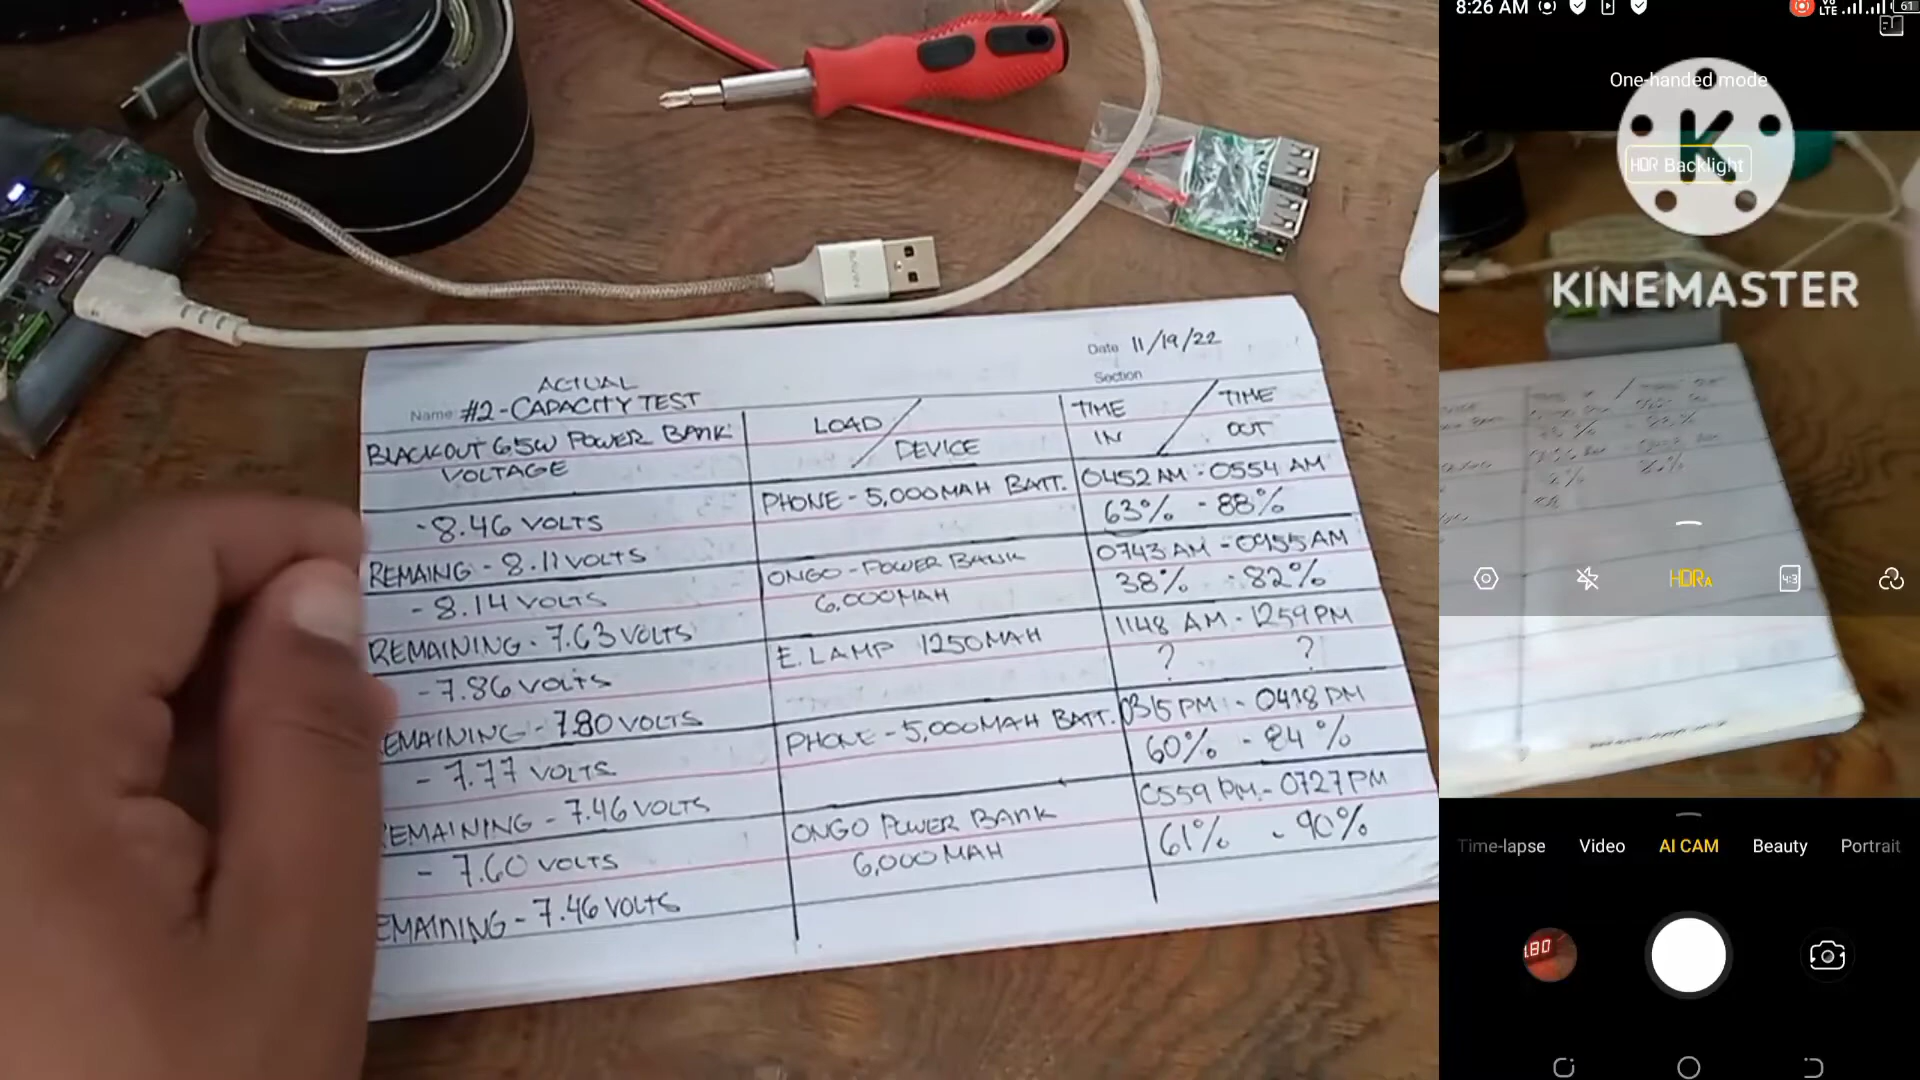 Date 11/19/22
Section
ACTUAL
Name #2 - CAPACITY TEST
BLACKOUT 65W POWER BANK
VOLTAGE
LOAD / DEVICE
TIME IN / TIME OUT
- 8.46 VOLTS
REMAING - 8.11 VOLTS
PHONE - 5,000MAH BATT.
0452 AM - 0554 AM
63% - 88%
- 8.14 VOLTS
REMAINING - 7.63 VOLTS
ONGO - POWER BANK
6,000MAH
0743 AM - 0955 AM
38% - 82%
- 7.86 VOLTS
EMAINING - 7.80 VOLTS
E. LAMP 1250MAH
1148 AM - 1259 PM
? ?
- 7.77 VOLTS
EMAINING - 7.46 VOLTS
PHONE - 5,000MAH BATT.
0315 PM - 0418 PM
60% - 84%
- 7.60 VOLTS
EMAINING - 7.46 VOLTS
ONGO POWER BANK
6,000 MAH
0559 PM - 0727 PM
61% - 90%
8:26 AM
LTE
61
One-handed mode
K
HDR Backlight
KINEMASTER
HDRA
4:3
Time-lapse Video AI CAM Beauty Portrait
180